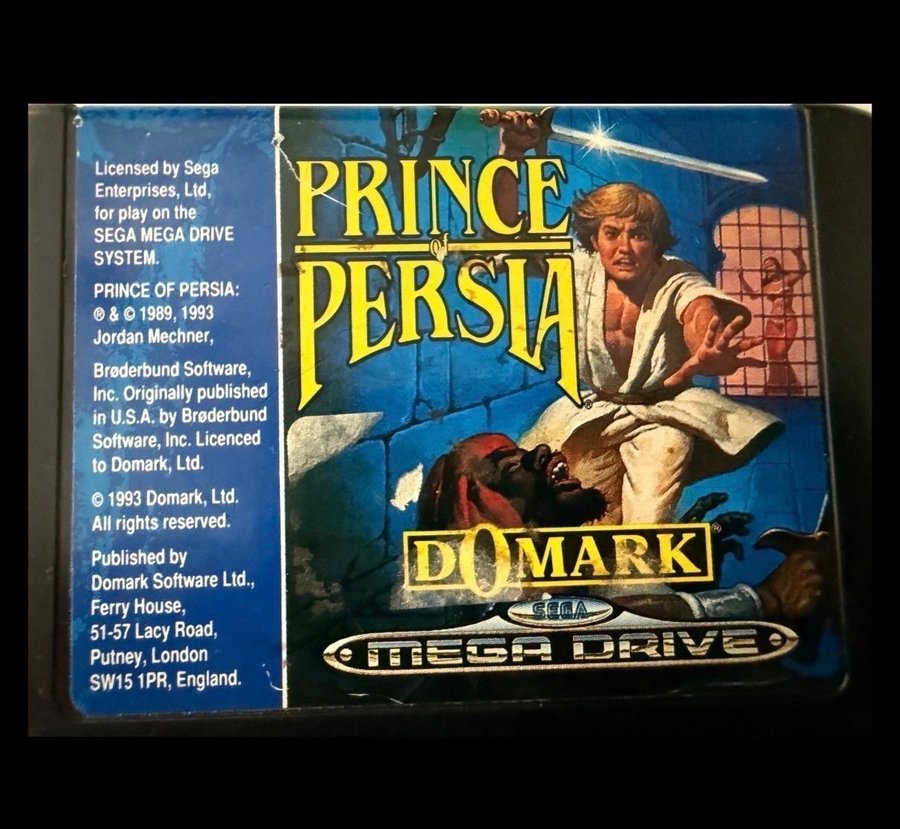 Licensed by Sega
Enterprises, Ltd,
for play on the
SEGA MEGA DRIVE
SYSTEM.
PRINCE OF PERSIA:
® & © 1989, 1993
Jordan Mechner,
Brøderbund Software,
Inc. Originally published
in U.S.A. by Brøderbund
Software, Inc. Licenced
to Domark, Ltd.
© 1993 Domark, Ltd.
All rights reserved.
Published by
Domark Software Ltd.,
Ferry House,
51-57 Lacy Road,
Putney, London
SW15 1PR, England.
PRINCE
of
PERSIA®
DOMARK®
SEGA
MEGA DRIVE